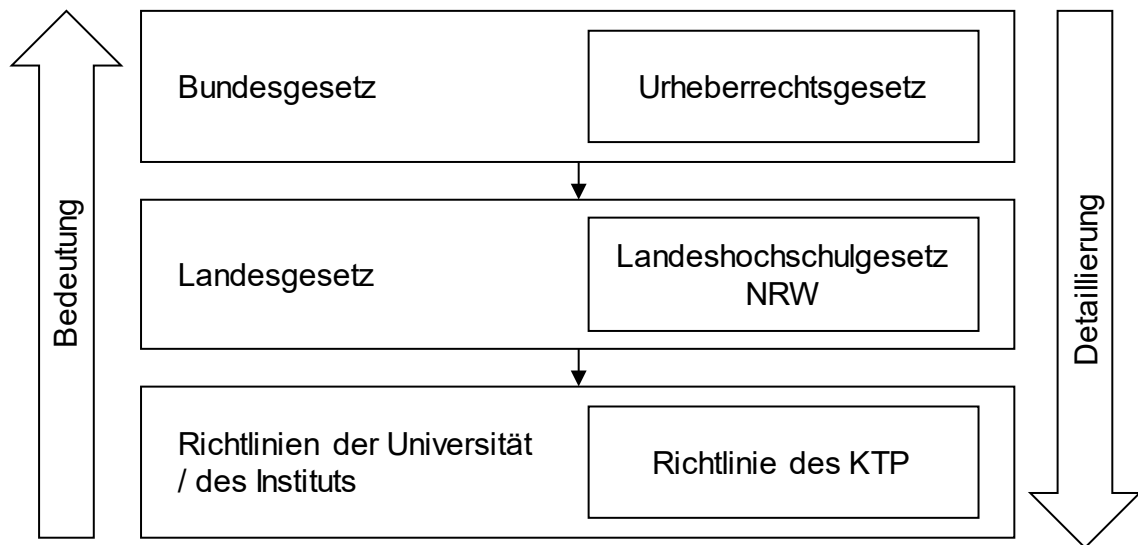 Bundesgesetz
Urheberrechtsgesetz
Bedeutung
Landesgesetz
Landeshochschulgesetz
NRW
Detaillierung
Richtlinien der Universität
/ des Instituts
Richtlinie des KTP